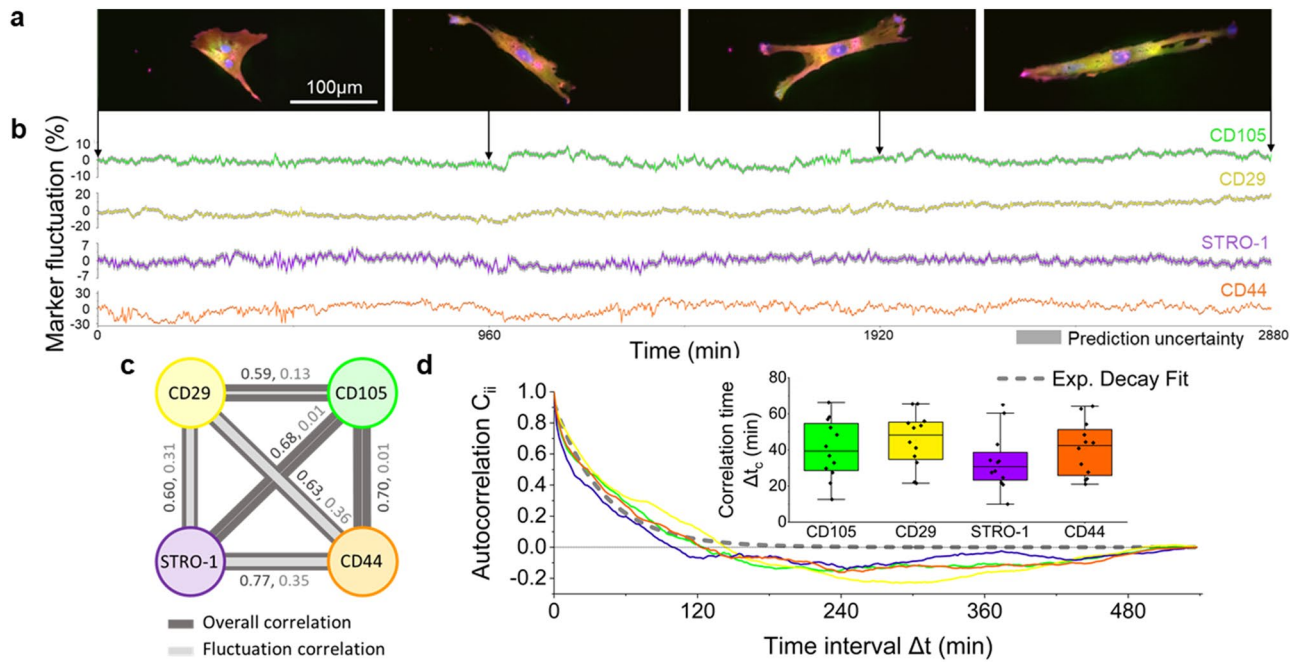 a
100µm
b
Marker fluctuation (%)
10
0
-10
CD105
20
0
-20
CD29
7
0
-7
STRO-1
30
0
-30
CD44
0
960
1920
2880
Time (min)
Prediction uncertainty
c
CD29
0.59, 0.13
CD105
0.60, 0.31
0.68, 0.01
0.63, 0.36
0.70, 0.01
STRO-1
0.77, 0.35
CD44
Overall correlation
Fluctuation correlation
d
Autocorrelation Cii
1.0
0.8
0.6
0.4
0.2
0.0
-0.2
0
120
240
360
480
Time interval Δt (min)
Exp. Decay Fit
Correlation time
Δtc (min)
80
60
40
20
0
CD105
CD29
STRO-1
CD44